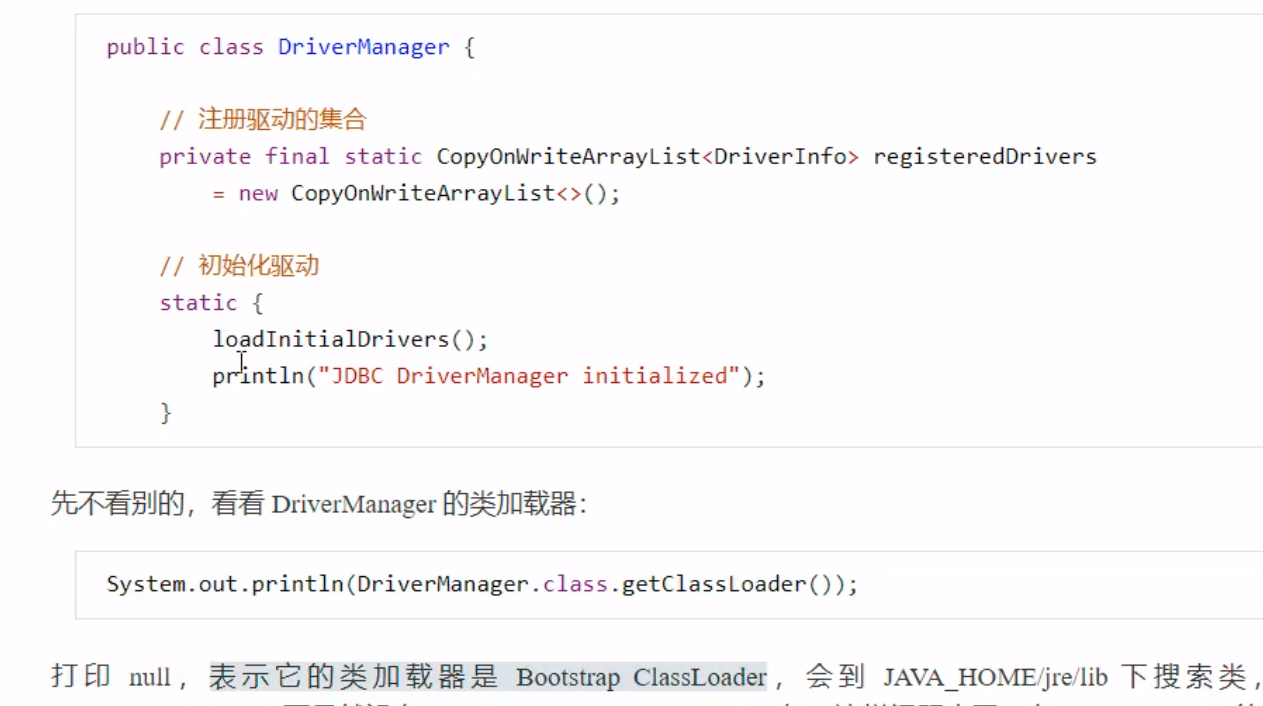 public class DriverManager {
// 注册驱动的集合
private final static CopyOnWriteArrayList<DriverInfo> registeredDrivers
= new CopyOnWriteArrayList<>();
// 初始化驱动
static {
loadInitialDrivers();
println("JDBC DriverManager initialized");
}
先不看别的，看看 DriverManager 的类加载器：
System.out.println(DriverManager.class.getClassLoader());
打印 null，表示它的类加载器是 Bootstrap ClassLoader，会到 JAVA_HOME/jre/lib 下搜索类，